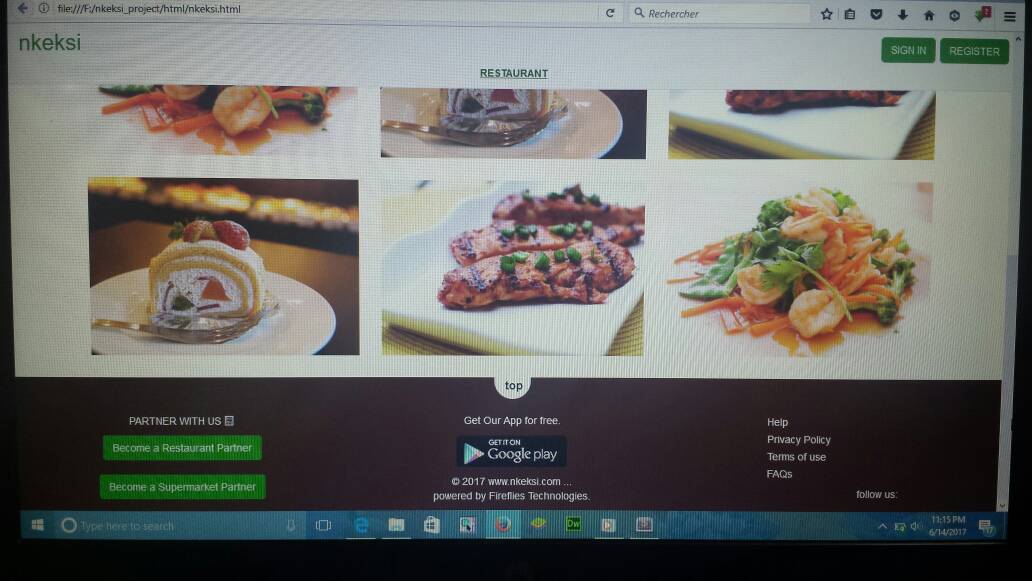 file:///F:/nkeksi_project/html/nkeksi.html
Rechercher
2
nkeksi
SIGN IN
REGISTER
RESTAURANT
top
PARTNER WITH US
Become a Restaurant Partner
Become a Supermarket Partner
Get Our App for free.
GET IT ON
Google play
© 2017 www.nkeksi.com ...
powered by Fireflies Technologies.
Help
Privacy Policy
Terms of use
FAQs
follow us:
Type here to search
Dw
11:15 PM
6/14/2017
17